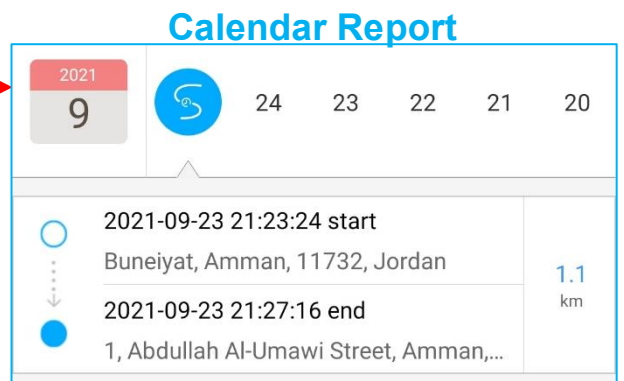 Calendar Report
2021
9
24 23 22 21 20
2021-09-23 21:23:24 start
Buneiyat, Amman, 11732, Jordan
1.1
km
2021-09-23 21:27:16 end
1, Abdullah Al-Umawi Street, Amman,...